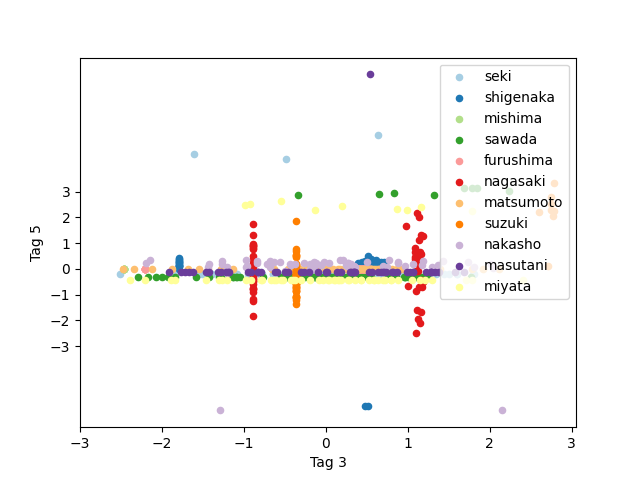 seki
shigenaka
mishima
sawada
furushima
nagasaki
matsumoto
suzuki
nakasho
masutani
miyata
3
2
1
0
−1
−2
−3
Tag 5
−3 −2 −1 0 1 2 3
Tag 3